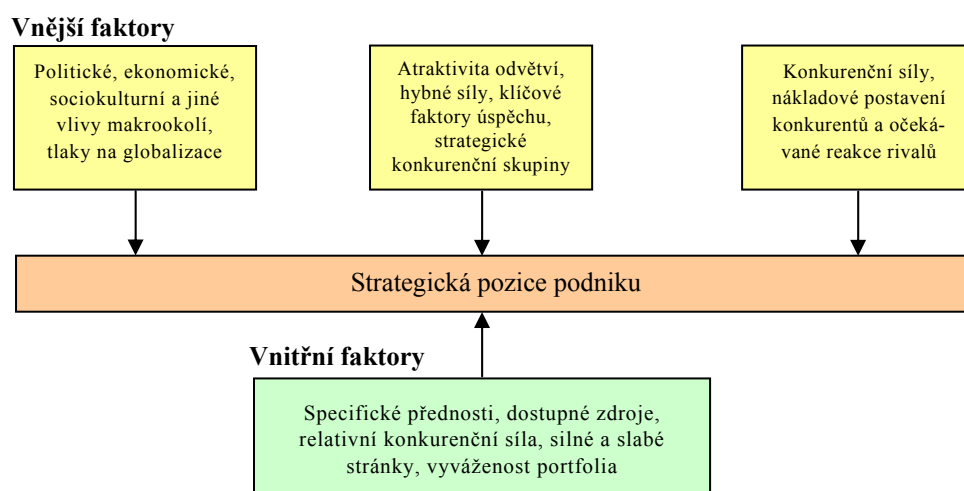 Vnější faktory
Politické, ekonomické,
sociokulturní a jiné
vlivy makrookolí,
tlaky na globalizace
Atraktivita odvětví,
hybné síly, klíčové
faktory úspěchu,
strategické
konkurenční skupiny
Konkurenční síly,
nákladové postavení
konkurentů a očeká-
vané reakce rivalů
Strategická pozice podniku
Vnitřní faktory
Specifické přednosti, dostupné zdroje,
relativní konkurenční síla, silné a slabé
stránky, vyváženost portfolia